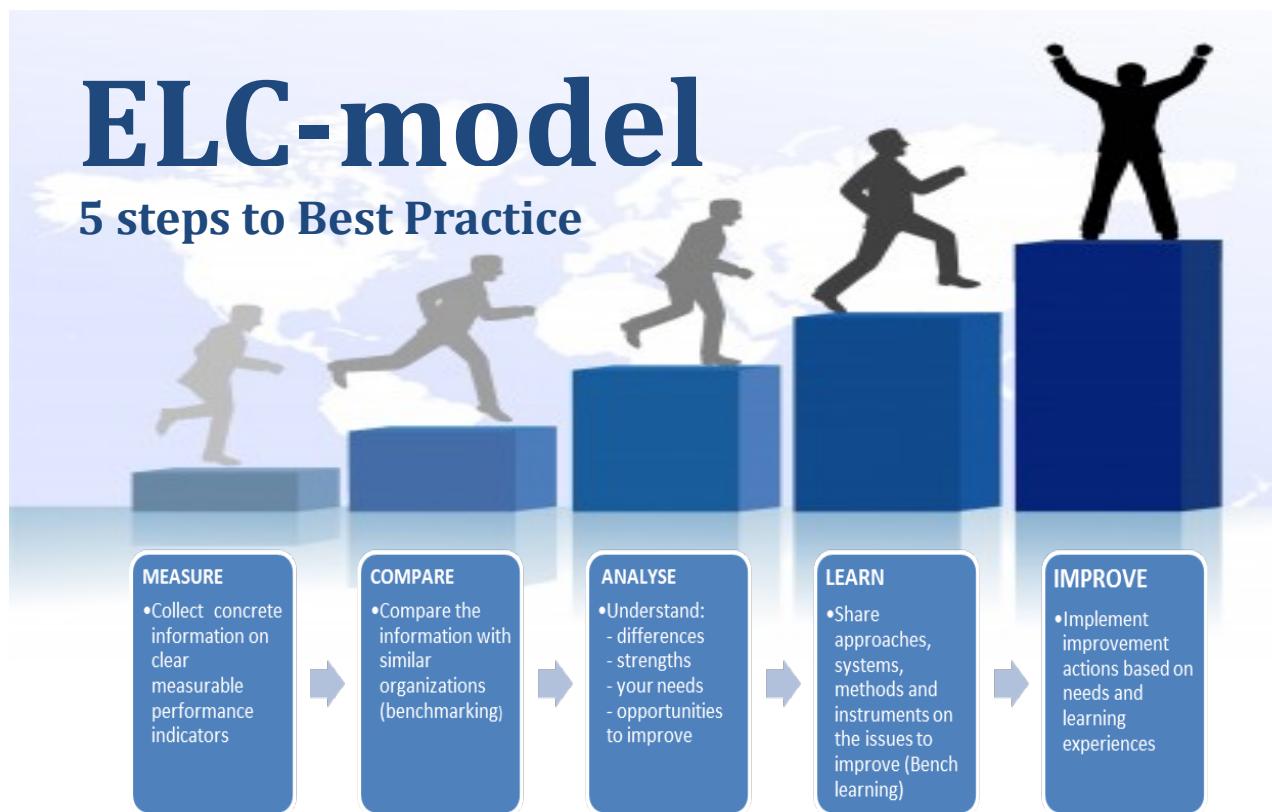 ELC-model
5 steps to Best Practice
MEASURE
•Collect concrete
information on
clear
measurable
performance
indicators
COMPARE
•Compare the
information with
similar
organizations
(benchmarking)
ANALYSE
•Understand:
- differences
- strengths
- your needs
- opportunities
to improve
LEARN
•Share
approaches,
systems,
methods and
instruments on
the issues to
improve (Bench
learning)
IMPROVE
•Implement
improvement
actions based on
needs and
learning
experiences